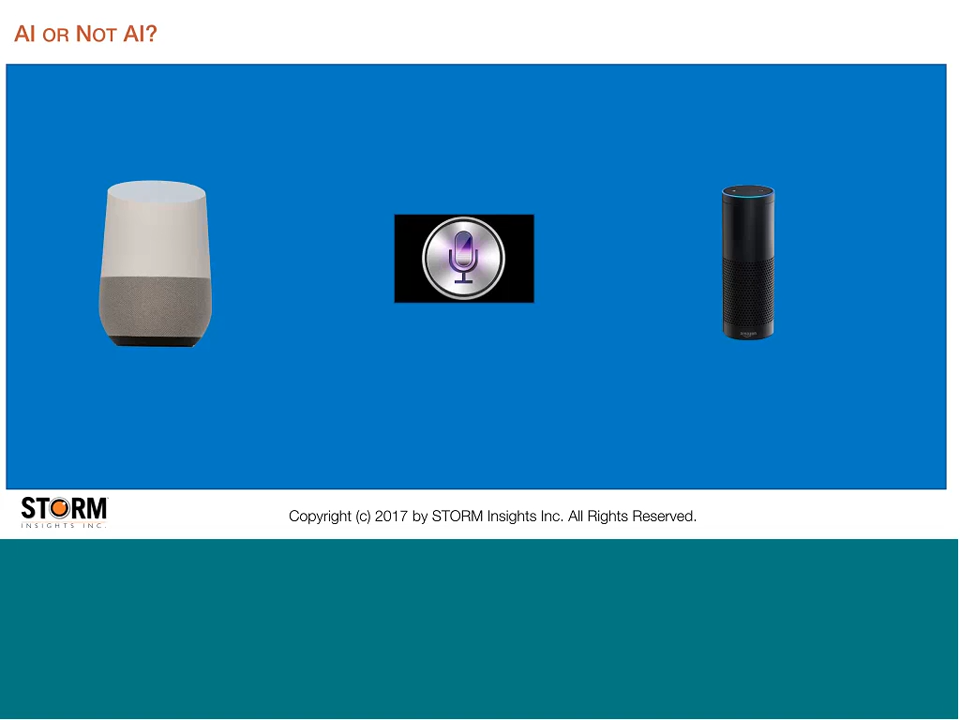 AI OR NOT AI?
STORM
INSIGHTS INC.
Copyright (c) 2017 by STORM Insights Inc. All Rights Reserved.